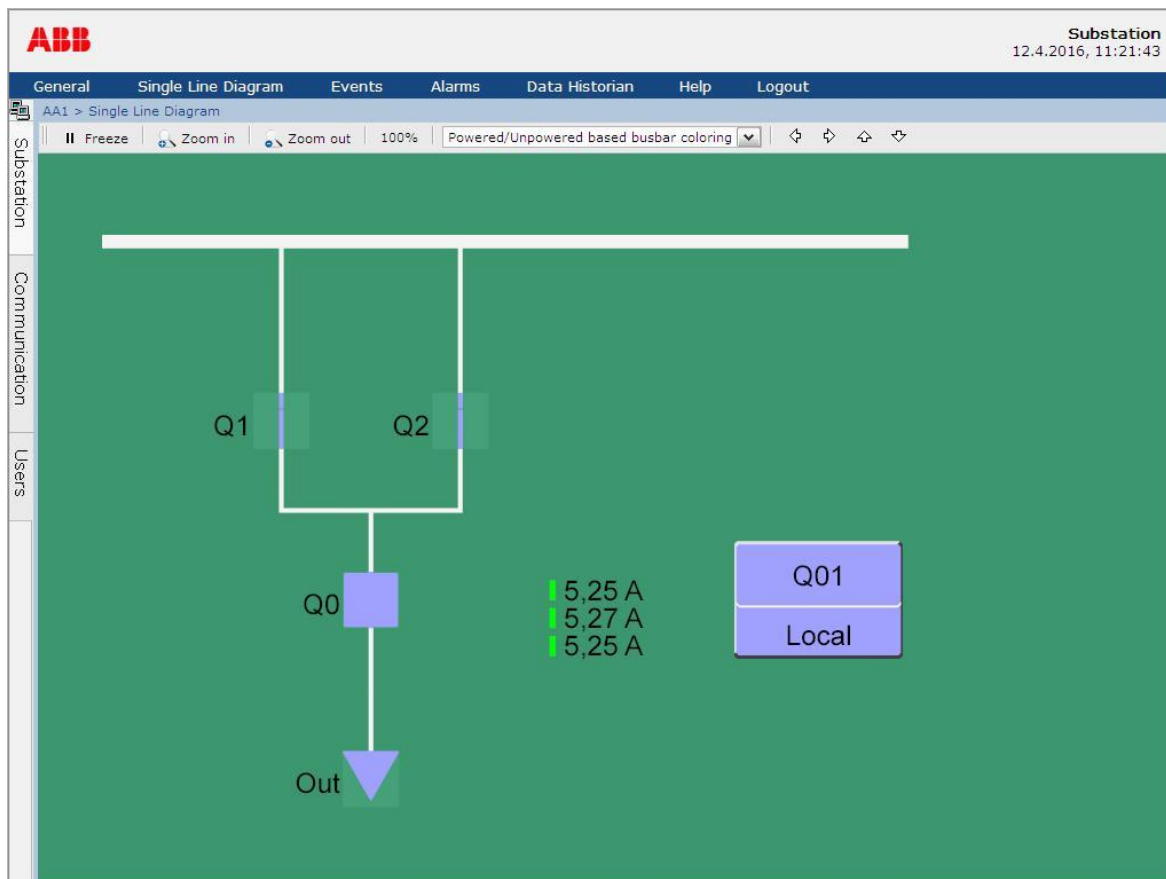 ABB
Substation
12.4.2016, 11:21:43
General Single Line Diagram Events Alarms Data Historian Help Logout
AA1 > Single Line Diagram
Freeze Zoom in Zoom out 100% Powered/Unpowered based busbar coloring
Substation
Communication
Users
Q1
Q2
Q0
5,25 A
5,27 A
5,25 A
Q01
Local
Out